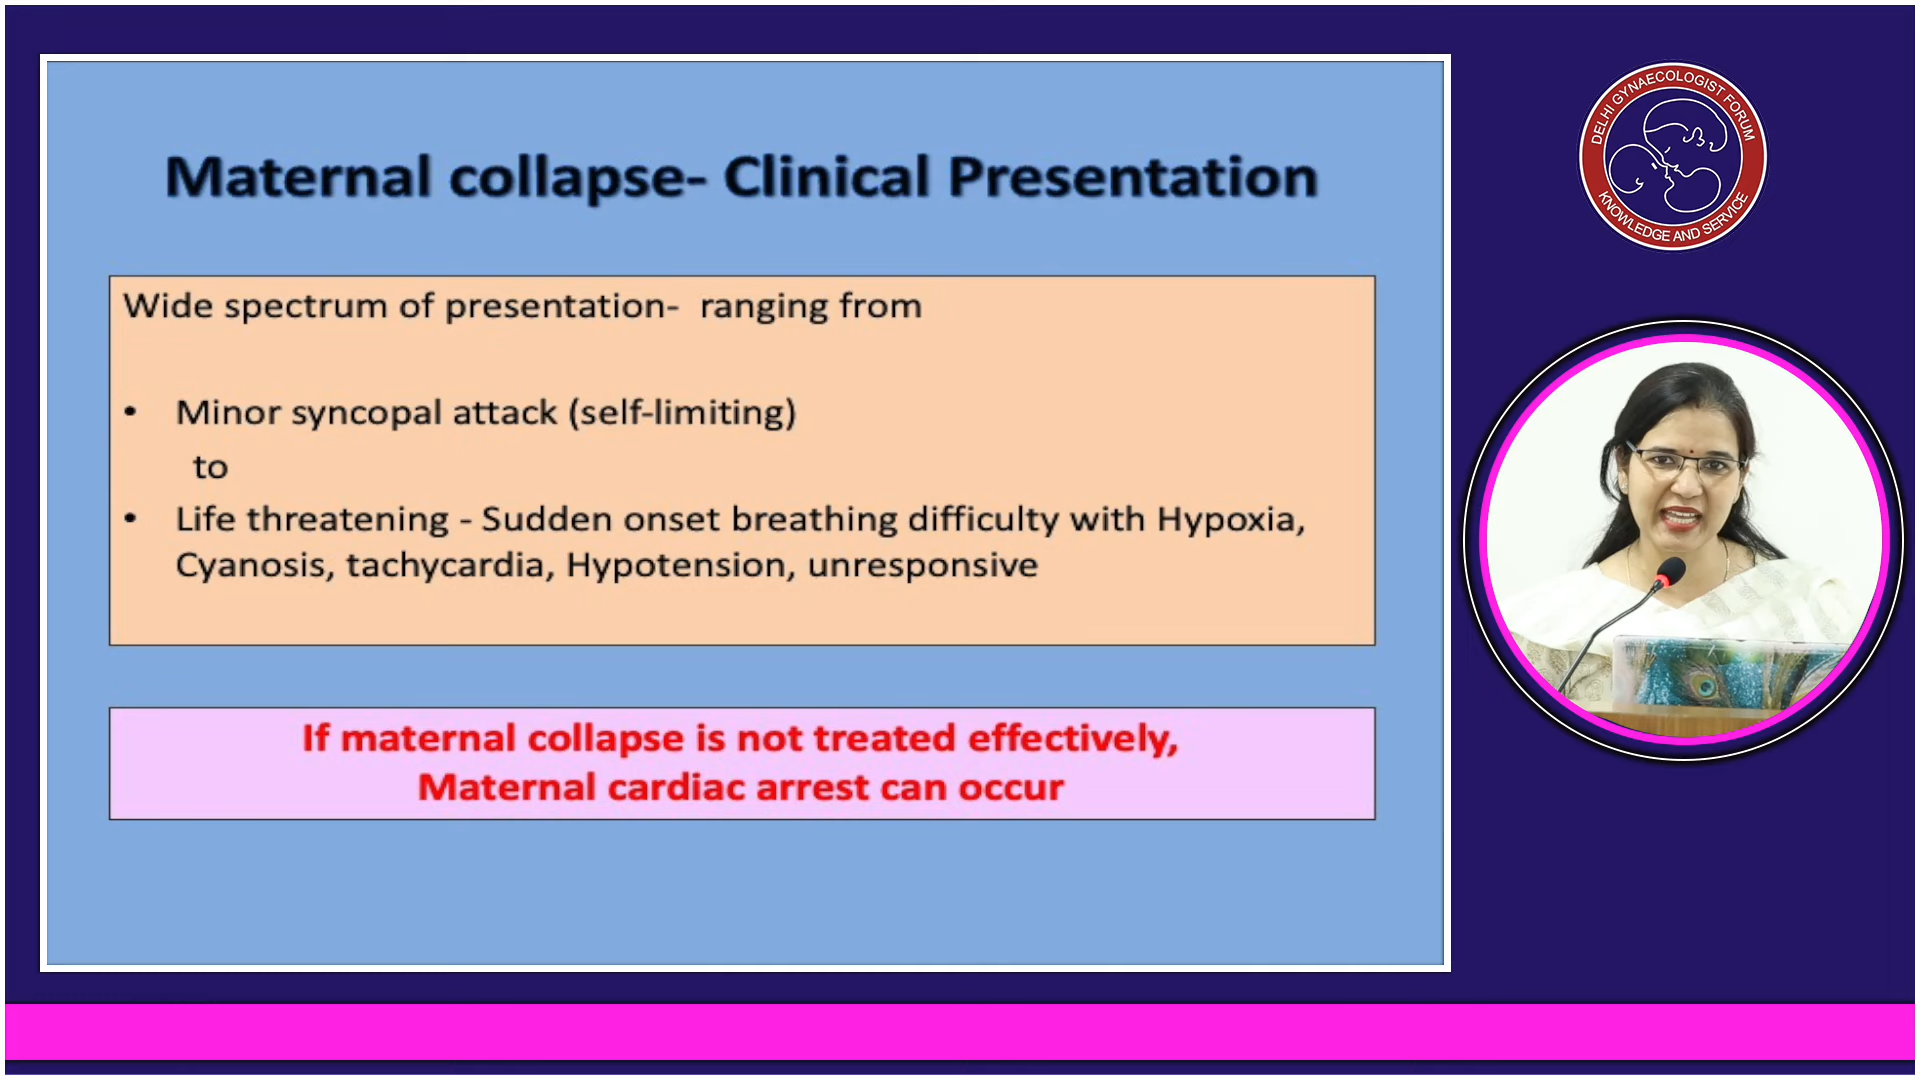 Maternal collapse- Clinical Presentation
Wide spectrum of presentation- ranging from
• Minor syncopal attack (self-limiting)
to
• Life threatening - Sudden onset breathing difficulty with Hypoxia,
Cyanosis, tachycardia, Hypotension, unresponsive
If maternal collapse is not treated effectively,
Maternal cardiac arrest can occur
DELHI GYNAECOLOGIST FORUM
KNOWLEDGE AND SERVICE